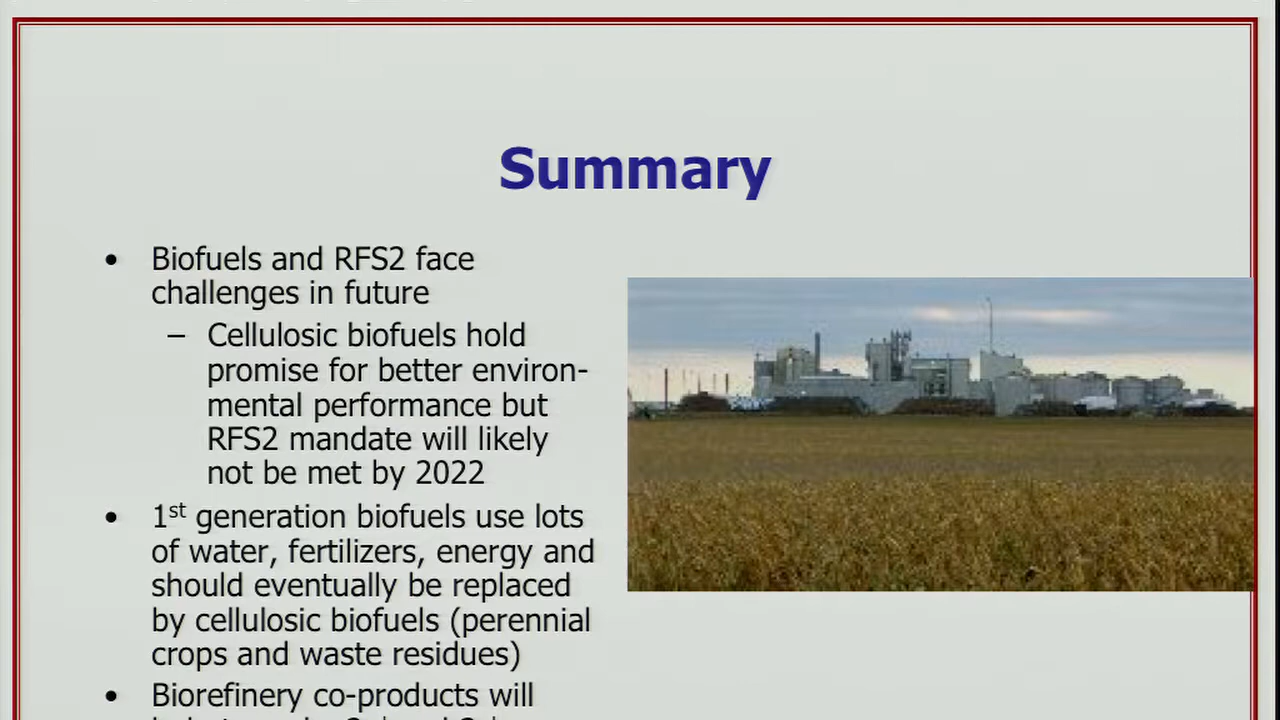 Summary
• Biofuels and RFS2 face
challenges in future
– Cellulosic biofuels hold
promise for better environ-
mental performance but
RFS2 mandate will likely
not be met by 2022
• 1st generation biofuels use lots
of water, fertilizers, energy and
should eventually be replaced
by cellulosic biofuels (perennial
crops and waste residues)
• Biorefinery co-products will